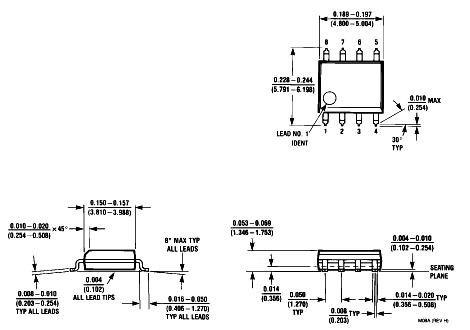 0.189 – 0.197
(4.800 – 5.004)
8 7 6 5
0.228 – 0.244
(5.791 – 6.198)
0.010 MAX
(0.254)
LEAD NO. 1
IDENT
1 2 3 4
30°
TYP
0.150 – 0.157
(3.810 – 3.988)
0.010 – 0.020 × 45°
(0.254 – 0.508)
8° MAX TYP
ALL LEADS
0.004
(0.102)
ALL LEAD TIPS
0.008 – 0.010
(0.203 – 0.254)
TYP ALL LEADS
0.016 – 0.050
(0.406 – 1.270)
TYP ALL LEADS
0.053 – 0.069
(1.346 – 1.753)
0.004 – 0.010
(0.102 – 0.254)
SEATING
PLANE
0.014
(0.356)
0.050
(1.270) TYP
0.014 – 0.020 TYP
(0.356 – 0.508)
0.008 TYP
(0.203)
M08A (REV H)